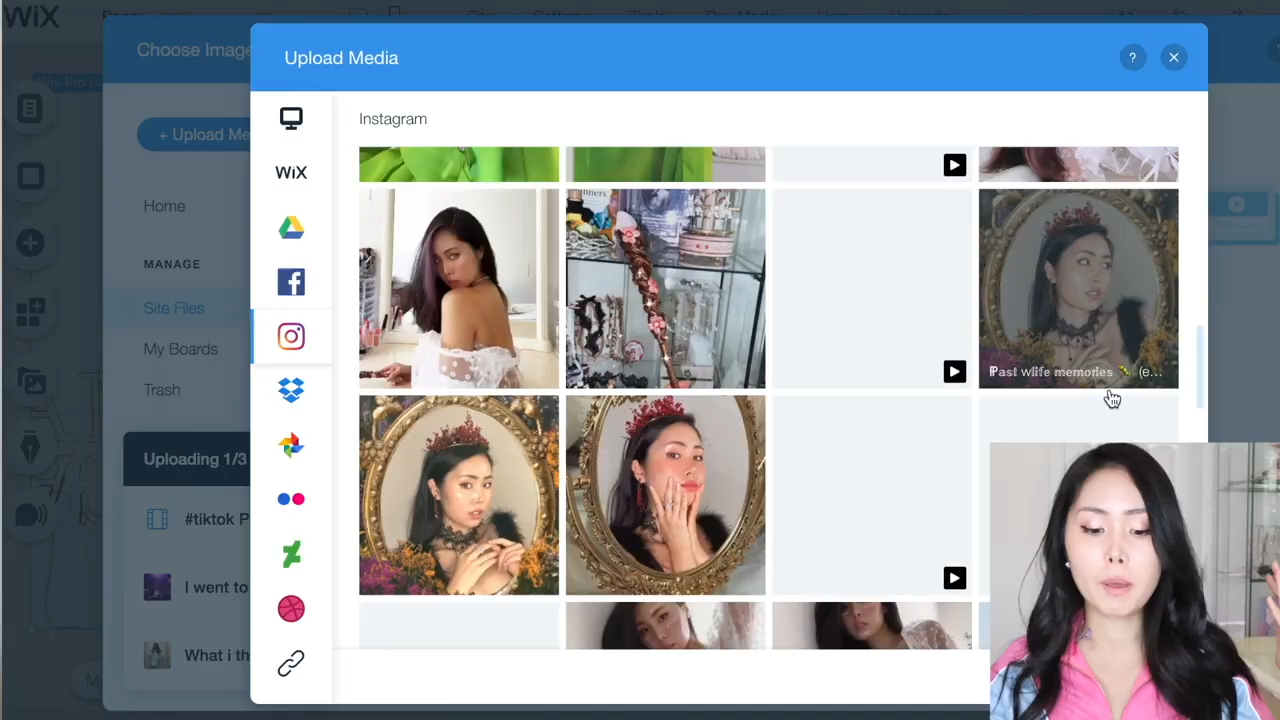 WiX
Choose Image
Upload Media
?
Instagram
+ Upload Me
WiX
Home
MANAGE
Site Files
My Boards
Trash
Past wlife memories 🐛 (e...
Uploading 1/3
#tiktok P
I went to
What i th